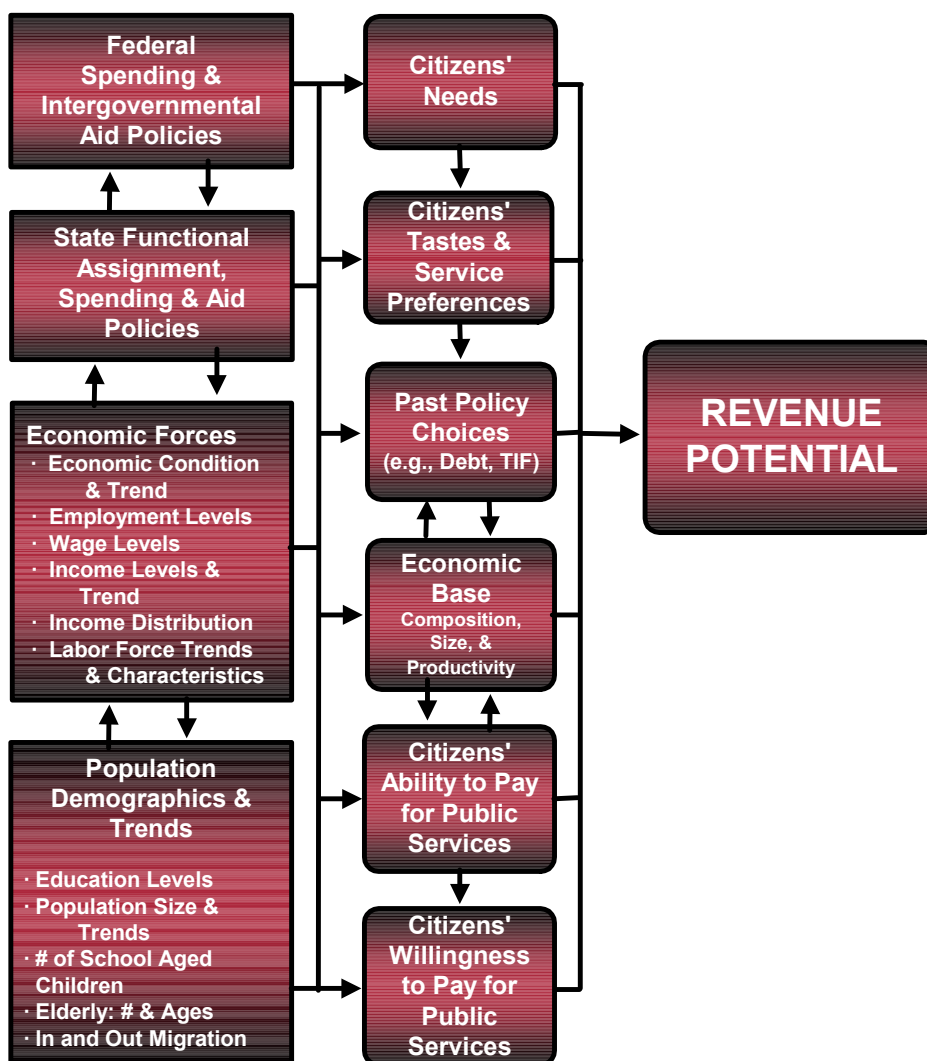 Federal
Spending &
Intergovernmental
Aid Policies
State Functional
Assignment,
Spending & Aid
Policies
Economic Forces
· Economic Condition
& Trend
· Employment Levels
· Wage Levels
· Income Levels &
Trend
· Income Distribution
· Labor Force Trends
& Characteristics
Population
Demographics &
Trends
· Education Levels
· Population Size &
Trends
· # of School Aged
Children
· Elderly: # & Ages
· In and Out Migration
Citizens'
Needs
Citizens'
Tastes &
Service
Preferences
Past Policy
Choices
(e.g., Debt, TIF)
Economic
Base
Composition,
Size, &
Productivity
Citizens'
Ability to Pay
for Public
Services
Citizens'
Willingness
to Pay for
Public
Services
REVENUE
POTENTIAL